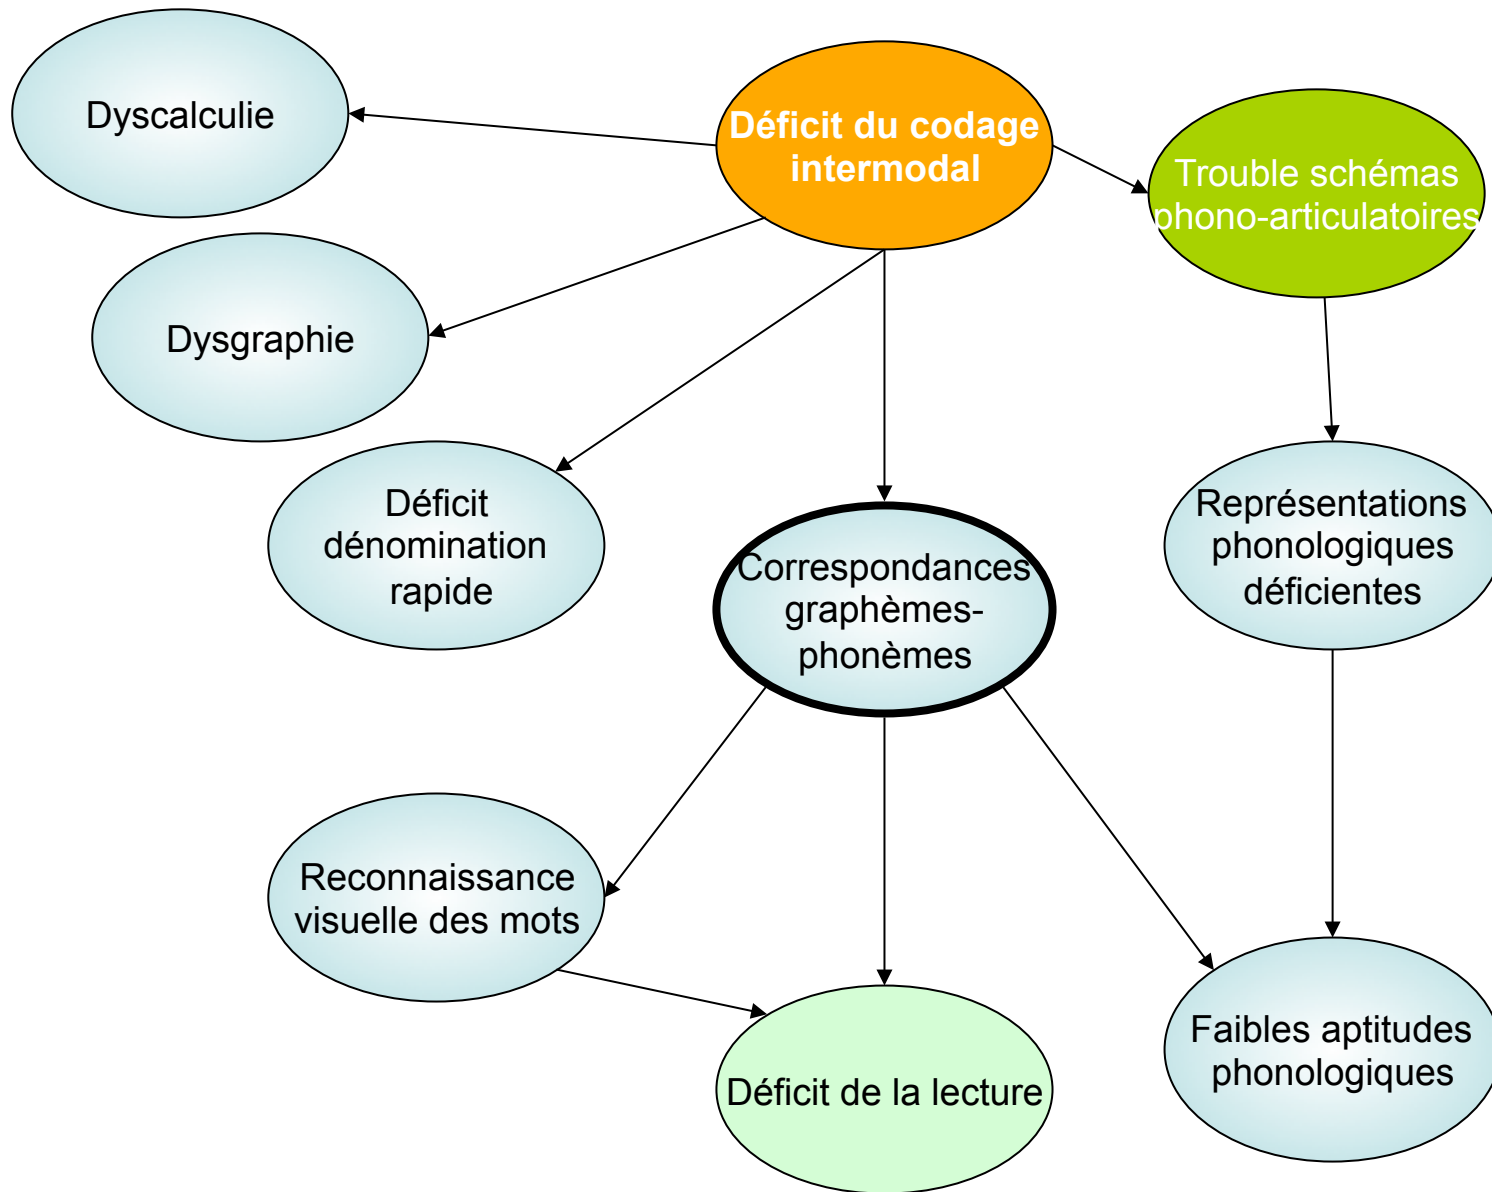 Dyscalculie
Déficit du codage
intermodal
Trouble schémas
phono-articulatoires
Dysgraphie
Déficit
dénomination
rapide
Correspondances
graphèmes-
phonèmes
Représentations
phonologiques
déficientes
Reconnaissance
visuelle des mots
Déficit de la lecture
Faibles aptitudes
phonologiques